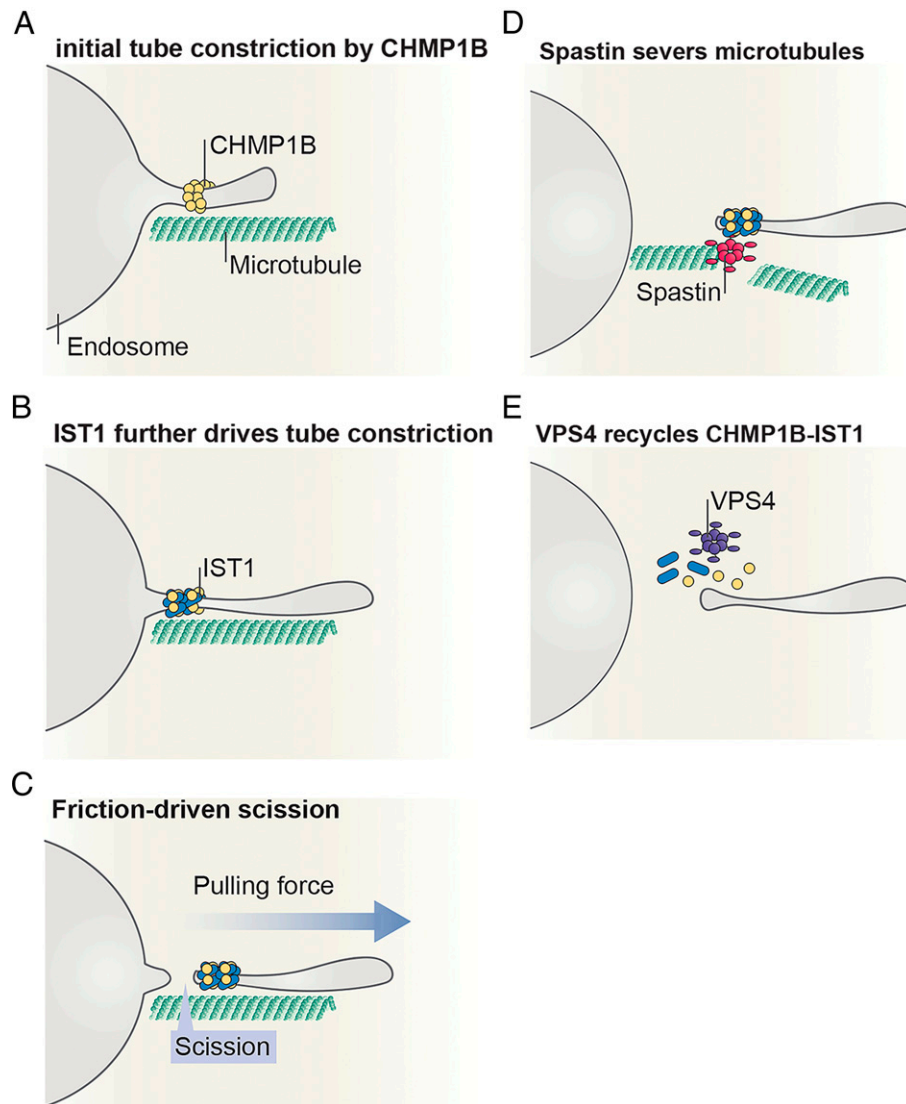 A
initial tube constriction by CHMP1B
CHMP1B
Microtubule
Endosome
B
IST1 further drives tube constriction
IST1
C
Friction-driven scission
Pulling force
Scission
D
Spastin severs microtubules
Spastin
E
VPS4 recycles CHMP1B-IST1
VPS4